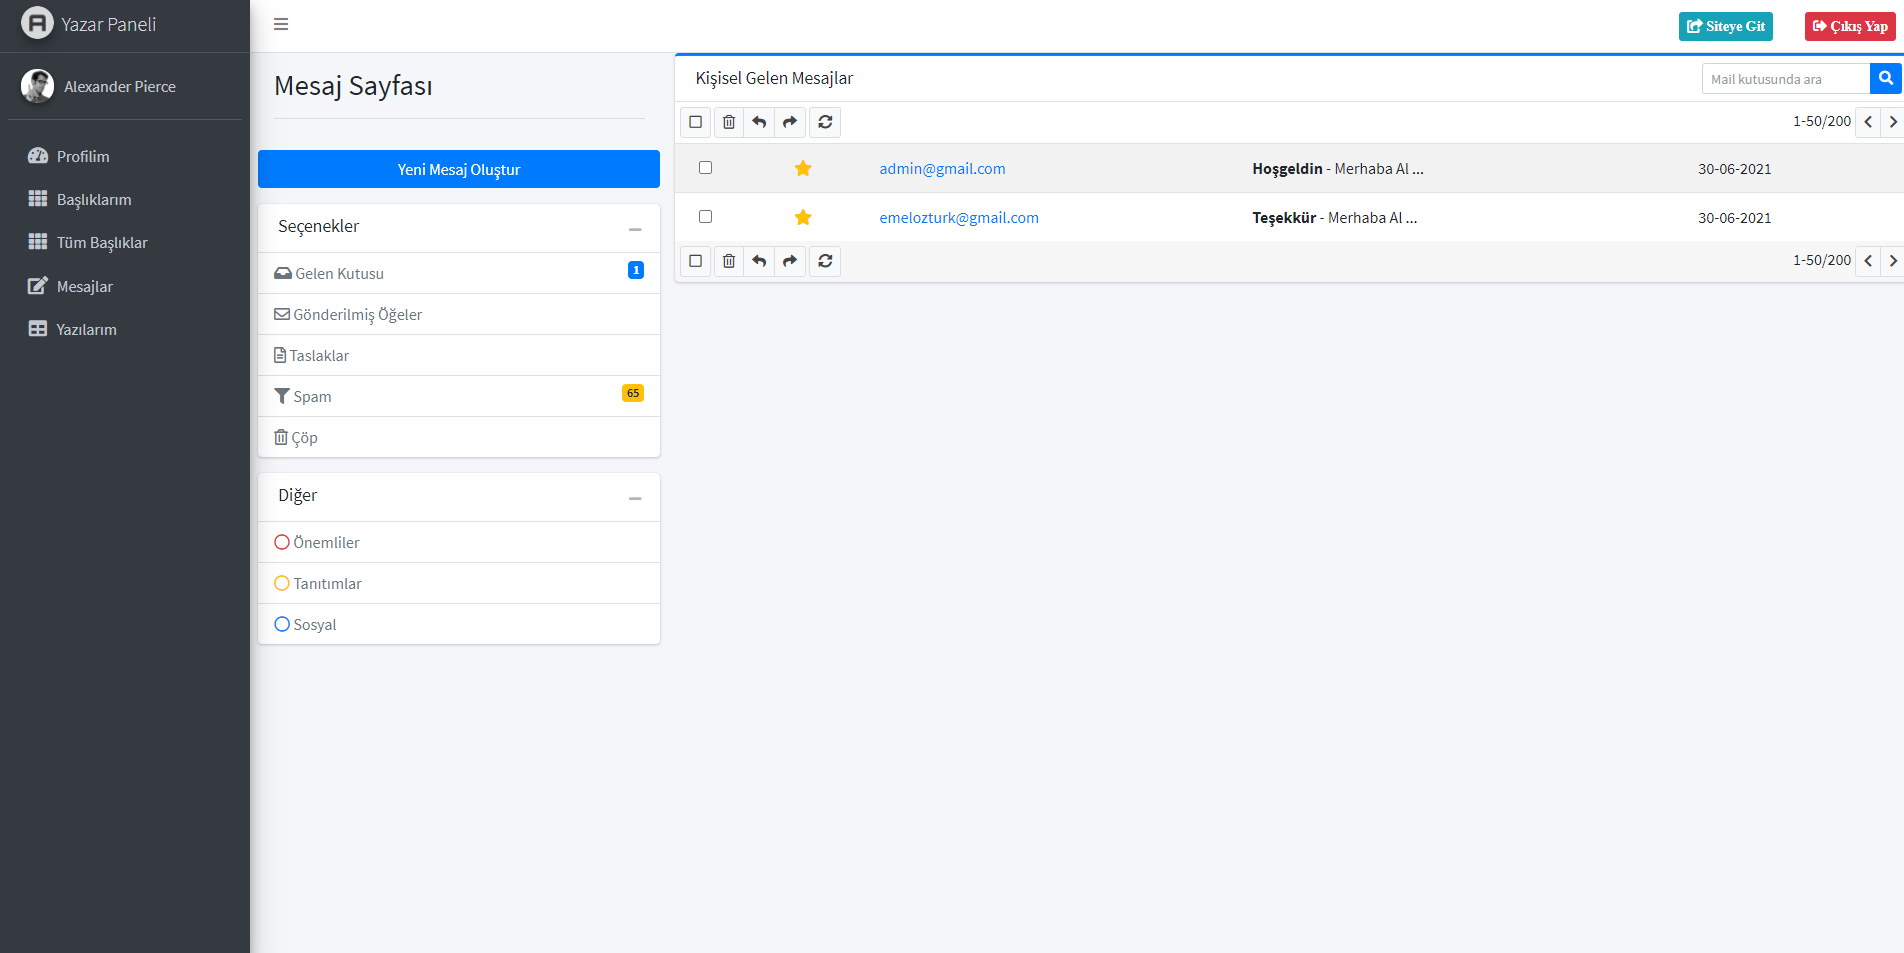 Yazar Paneli
Siteye Git
Çıkış Yap
Alexander Pierce
Profilim
Başlıklarım
Tüm Başlıklar
Mesajlar
Yazılarım
Mesaj Sayfası
Yeni Mesaj Oluştur
Seçenekler
Gelen Kutusu 1
Gönderilmiş Öğeler
Taslaklar
Spam 65
Çöp
Diğer
Önemliler
Tanıtımlar
Sosyal
Kişisel Gelen Mesajlar
Mail kutusunda ara
1-50/200
admin@gmail.com Hoşgeldin - Merhaba Al ... 30-06-2021
emelozturk@gmail.com Teşekkür - Merhaba Al ... 30-06-2021
1-50/200